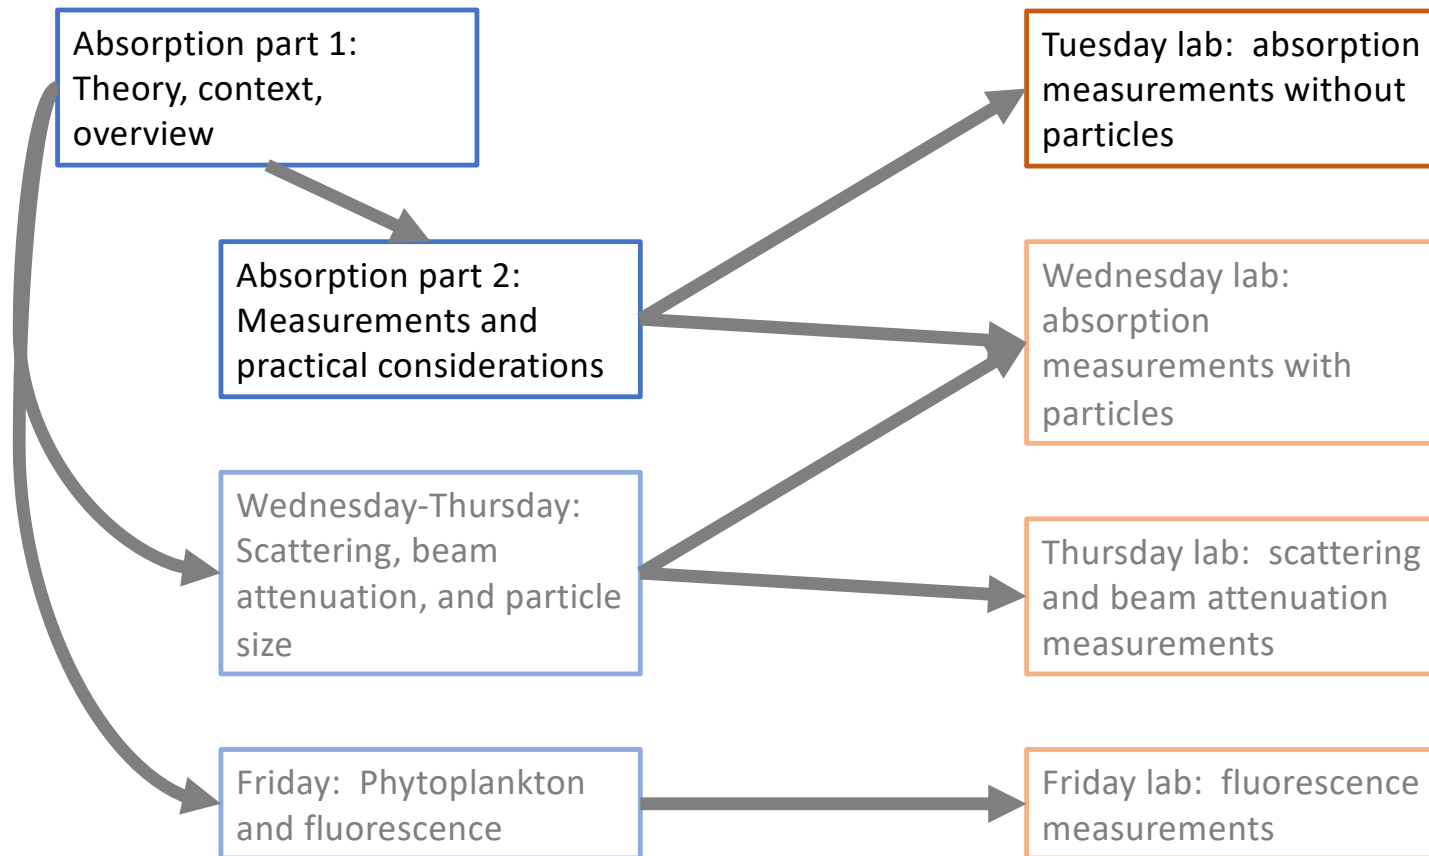 Absorption part 1:
Theory, context,
overview
Tuesday lab:  absorption
measurements without
particles
Absorption part 2:
Measurements and
practical considerations
Wednesday lab:
absorption
measurements with
particles
Wednesday-Thursday:
Scattering, beam
attenuation, and particle
size
Thursday lab:  scattering
and beam attenuation
measurements
Friday:  Phytoplankton
and fluorescence
Friday lab:  fluorescence
measurements